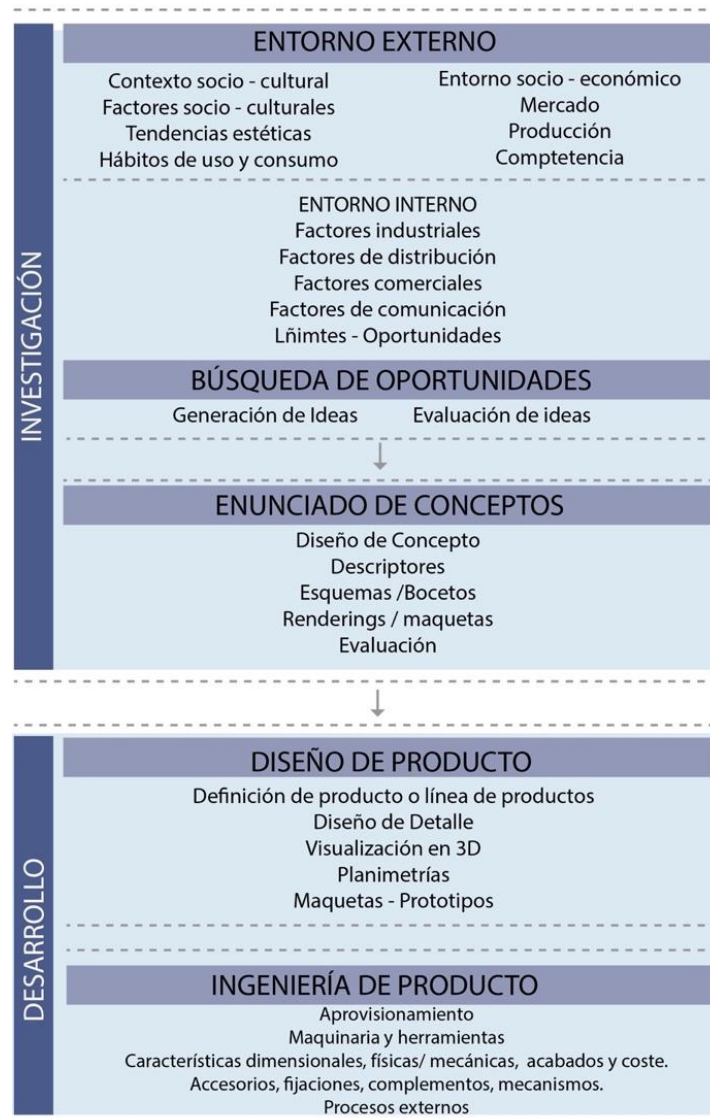 INVESTIGACIÓN
ENTORNO EXTERNO
Contexto socio - cultural
Factores socio - culturales
Tendencias estéticas
Hábitos de uso y consumo
Entorno socio - económico
Mercado
Producción
Comptetencia
ENTORNO INTERNO
Factores industriales
Factores de distribución
Factores comerciales
Factores de comunicación
Lñimtes - Oportunidades
BÚSQUEDA DE OPORTUNIDADES
Generación de Ideas Evaluación de ideas
ENUNCIADO DE CONCEPTOS
Diseño de Concepto
Descriptores
Esquemas /Bocetos
Renderings / maquetas
Evaluación
DESARROLLO
DISEÑO DE PRODUCTO
Definición de producto o línea de productos
Diseño de Detalle
Visualización en 3D
Planimetrías
Maquetas - Prototipos
INGENIERÍA DE PRODUCTO
Aprovisionamiento
Maquinaria y herramientas
Características dimensionales, físicas/ mecánicas, acabados y coste.
Accesorios, fijaciones, complementos, mecanismos.
Procesos externos